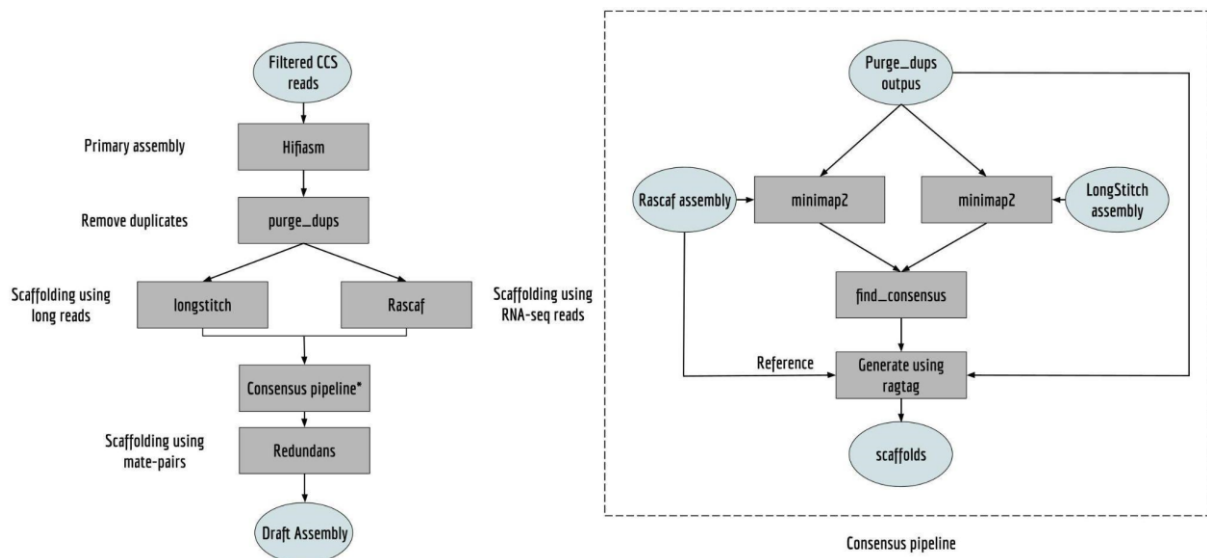 Filtered CCS
reads
Primary assembly
Hifiasm
Remove duplicates
purge_dups
Scaffolding using
long reads
longstitch
Rascaf
Scaffolding using
RNA-seq reads
Consensus pipeline*
Scaffolding using
mate-pairs
Redundans
Draft Assembly
Purge_dups
outpus
Rascaf assembly
minimap2
minimap2
LongStitch
assembly
find_consensus
Reference
Generate using
ragtag
scaffolds
Consensus pipeline